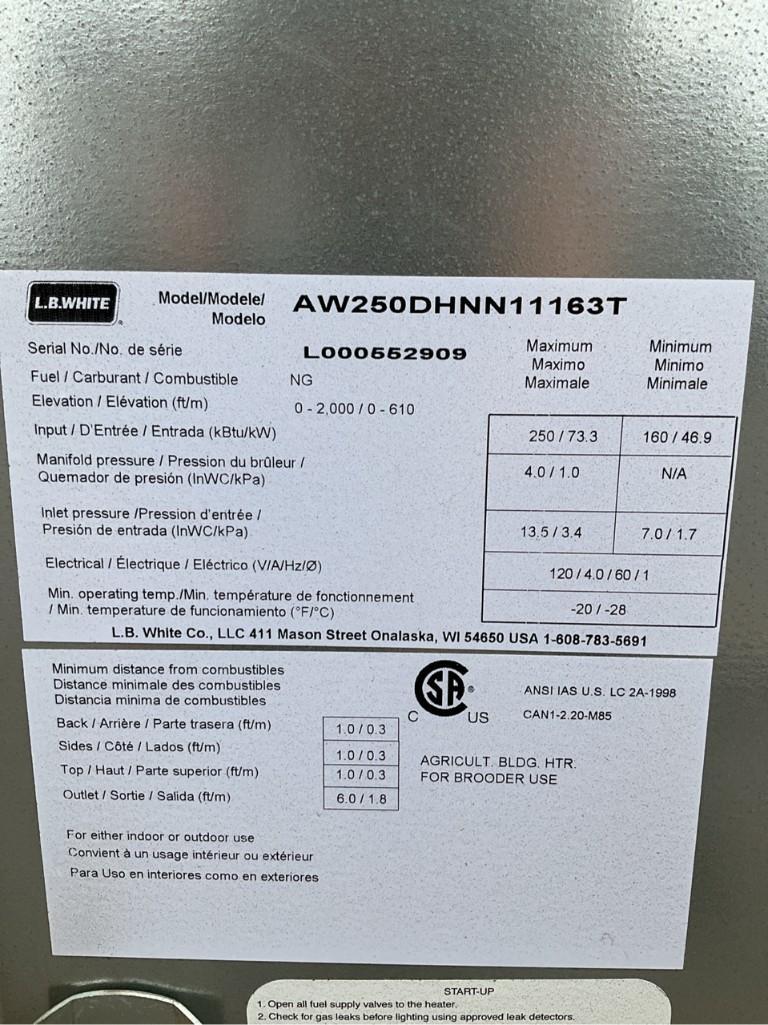 L.B.WHITE®
Model/Modele/
Modelo
AW250DHNN11163T
Serial No./No. de série L000552909
Maximum Minimum
Maximo Minimo
Maximale Minimale
Fuel / Carburant / Combustible NG
Elevation / Elévation (ft/m) 0 - 2,000 / 0 - 610
Input / D'Entrée / Entrada (kBtu/kW) 250 / 73.3 160 / 46.9
Manifold pressure / Pression du brûleur /
Quemador de presión (InWC/kPa) 4.0 / 1.0 N/A
Inlet pressure /Pression d'entrée /
Presión de entrada (InWC/kPa) 13.5 / 3.4 7.0 / 1.7
Electrical / Électrique / Eléctrico (V/A/Hz/Ø) 120 / 4.0 / 60 / 1
Min. operating temp./Min. température de fonctionnement
/ Min. temperature de funcionamiento (°F/°C) -20 / -28
L.B. White Co., LLC 411 Mason Street Onalaska, WI 54650 USA 1-608-783-5691
Minimum distance from combustibles
Distance minimale des combustibles
Distancia minima de combustibles
Back / Arrière / Parte trasera (ft/m) 1.0 / 0.3
Sides / Côté / Lados (ft/m) 1.0 / 0.3
Top / Haut / Parte superior (ft/m) 1.0 / 0.3
Outlet / Sortie / Salida (ft/m) 6.0 / 1.8
C SA® US
ANSI IAS U.S. LC 2A-1998
CAN1-2.20-M85
AGRICULT. BLDG. HTR.
FOR BROODER USE
For either indoor or outdoor use
Convient à un usage intérieur ou extérieur
Para Uso en interiores como en exteriores
START-UP
1. Open all fuel supply valves to the heater.
2. Check for gas leaks before lighting using approved leak detectors.